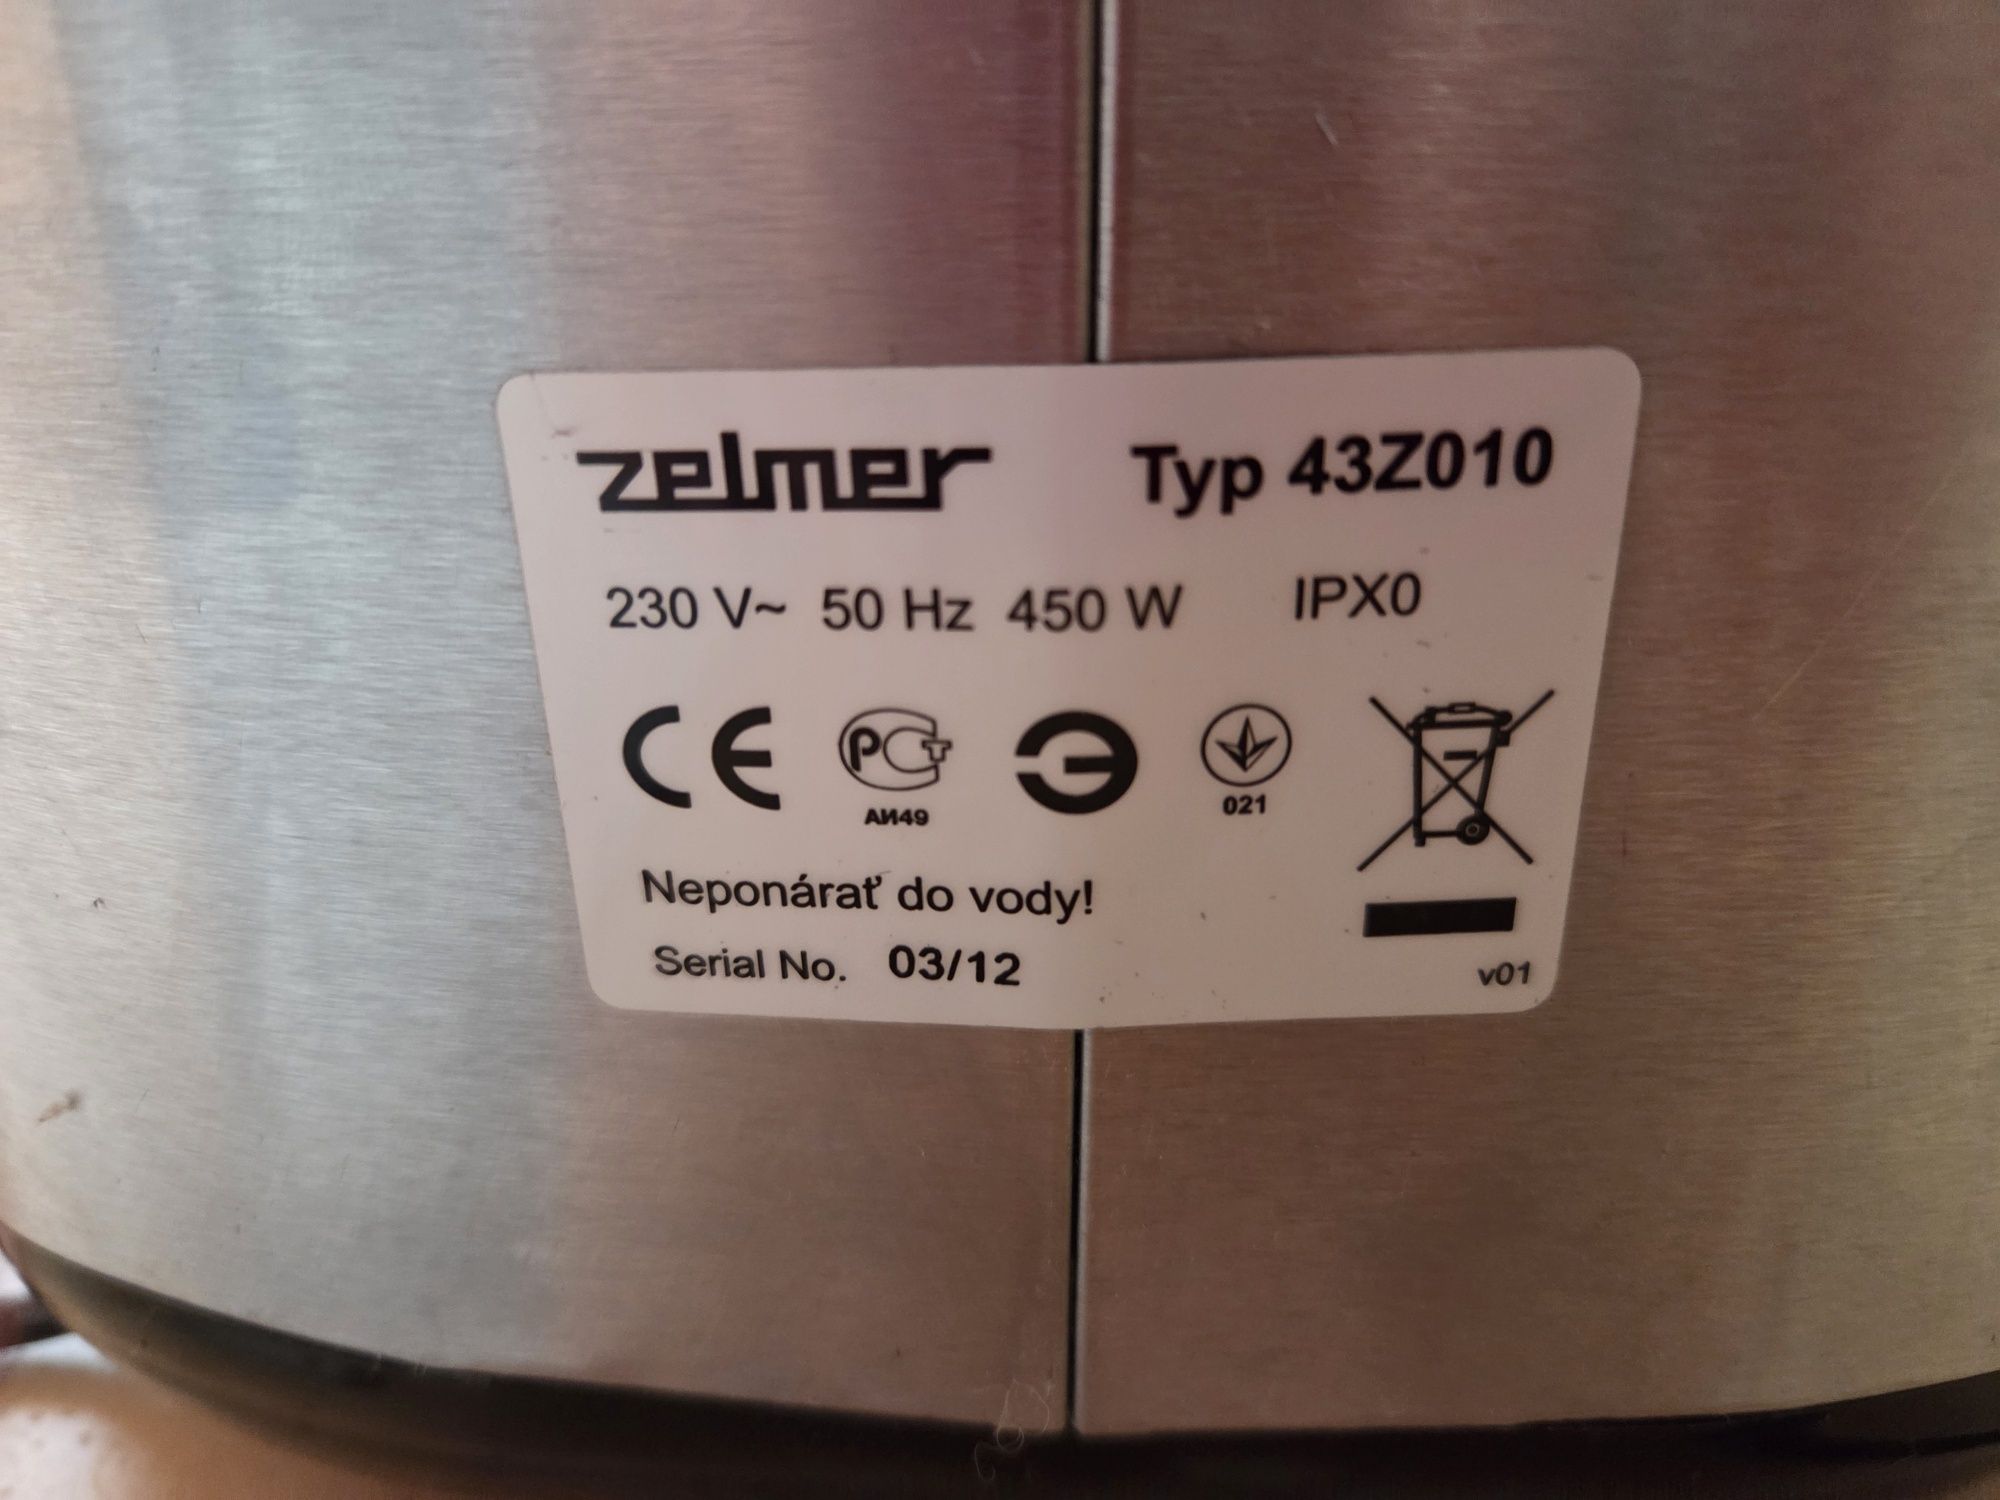 zelmer Typ 43Z010
230 V~ 50 Hz 450 W IPX0
CE PCT Э
АИ49 021
Neponárať do vody!
Serial No. 03/12
v01